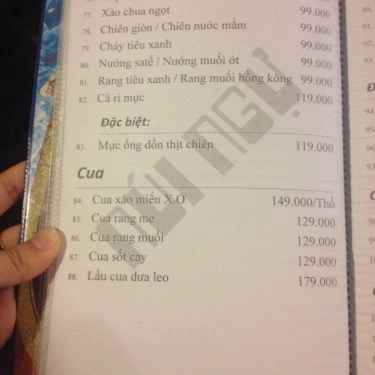 77. Xào chua ngọt 99.000
78. Chiên giòn / Chiên nước mắm 99.000
79. Cháy tiêu xanh 99.000
80. Nướng satế / Nướng muối ớt 99.000
81. Rang tiêu xanh / Rang muối hồng kông 99.000
82. Cà ri mực 119.000
Đặc biệt:
83. Mực ống dồn thịt chiên 119.000
Cua
84. Cua xào miến X.O 149.000/Thố
85. Cua rang me 129.000
86. Cua rang muối 129.000
87. Cua sốt cay 129.000
88. Lẩu cua dưa leo 179.000
NÚI NGỰ